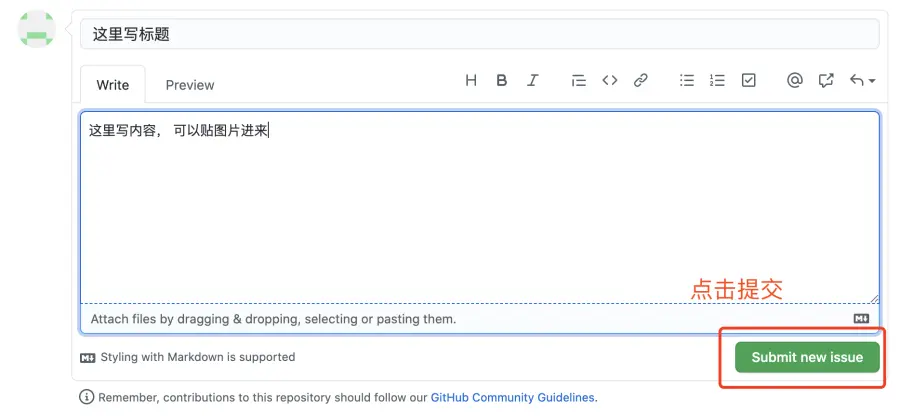 这里写标题
Write Preview H B I
这里写内容， 可以贴图片进来
点击提交
Attach files by dragging & dropping, selecting or pasting them.
Styling with Markdown is supported
Submit new issue
Remember, contributions to this repository should follow our GitHub Community Guidelines.